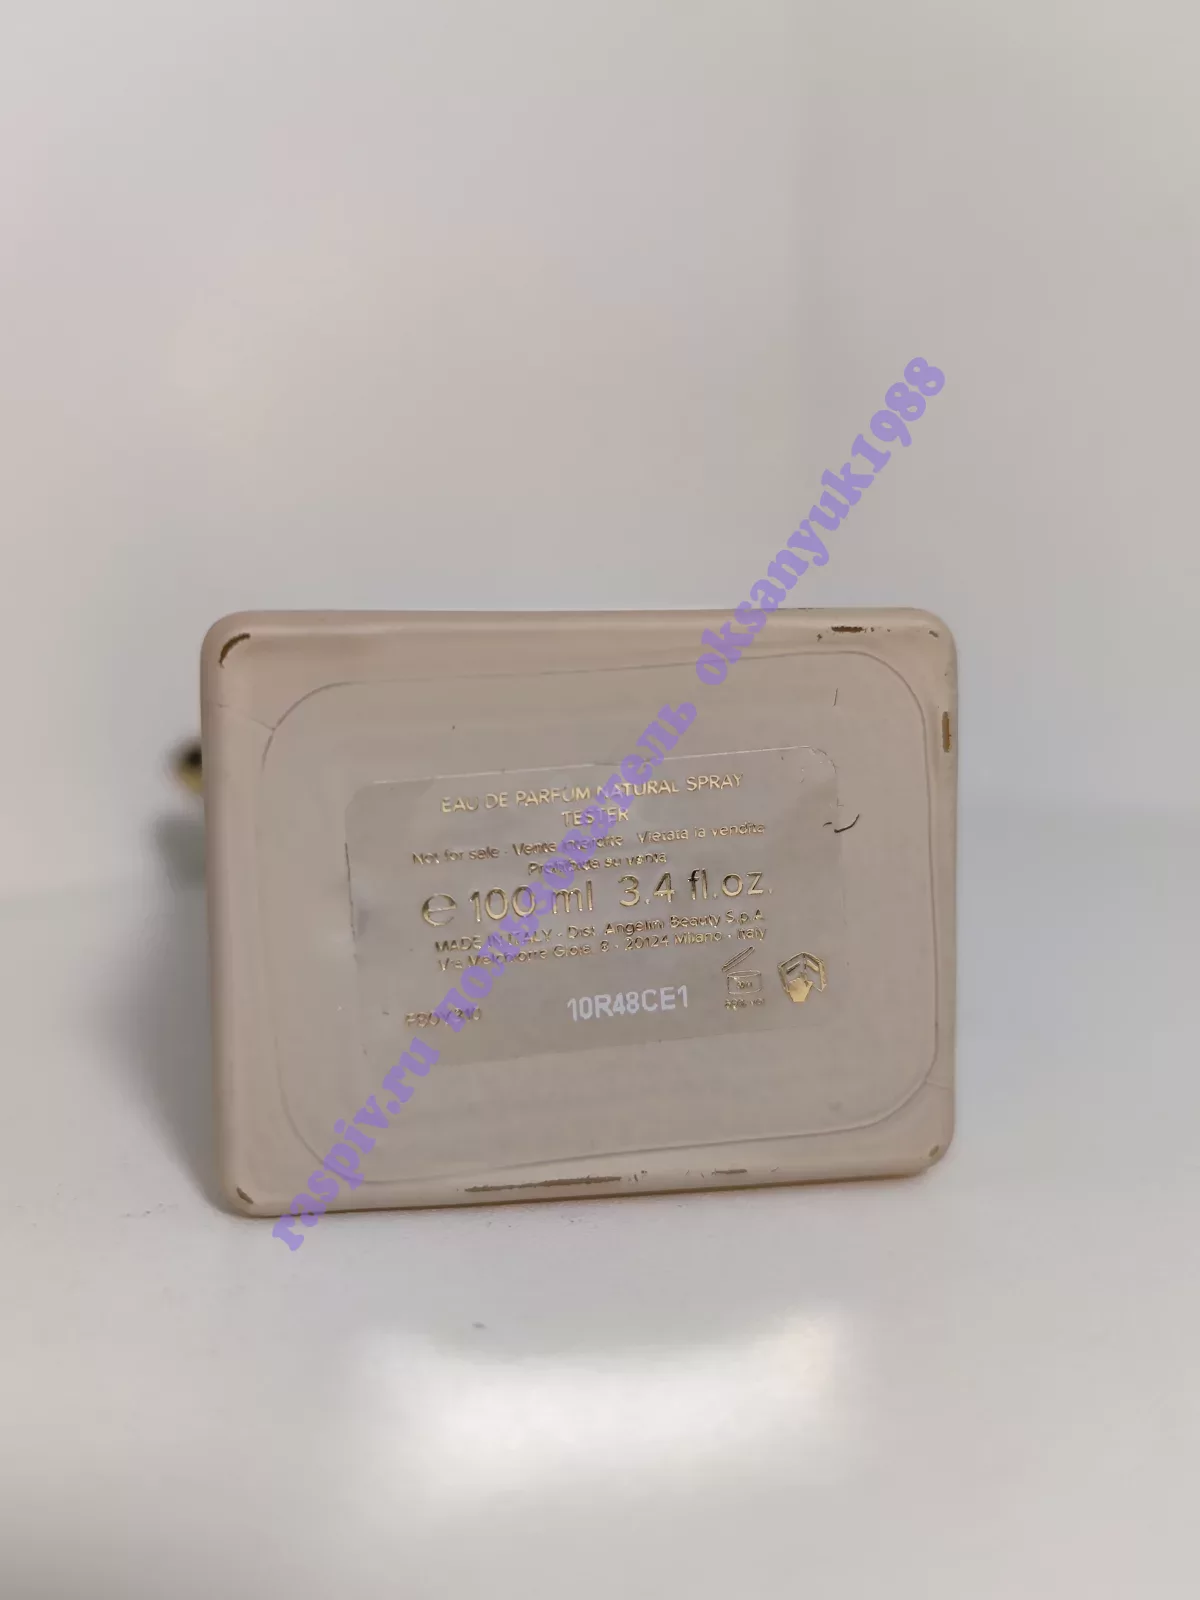 EAU DE PARFUM NATURAL SPRAY
TESTER
Not for sale - Vente interdite - Vietata la vendita
Prohibida su venta
℮ 100 ml 3.4 fl.oz.
MADE IN ITALY - Dist. Angelini Beauty S.p.A.
Via Melchiorre Gioia, 8 - 20124 Milano - Italy
10R48CE1
raspiv.ru пользователь oksanyuk1988